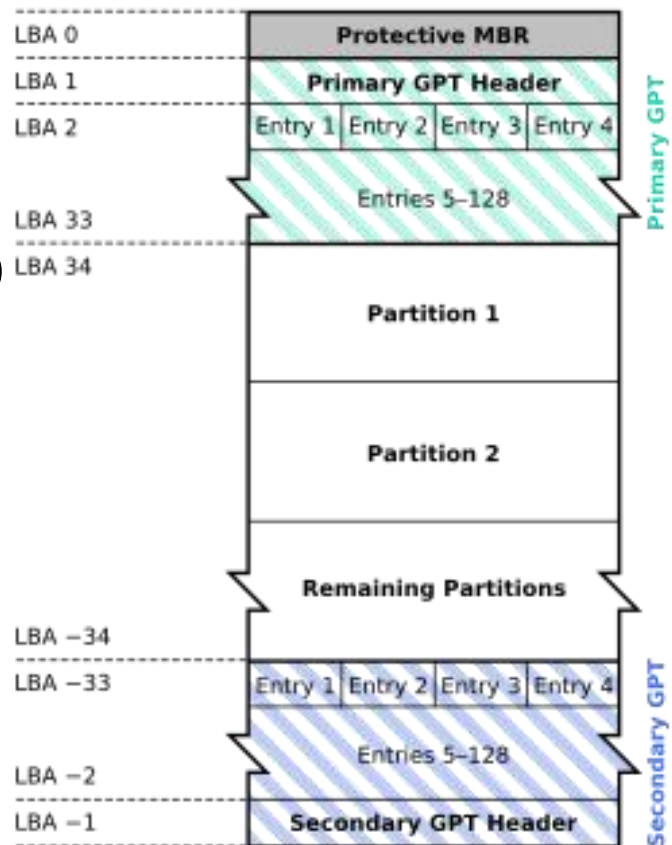 LBA 0
Protective MBR
LBA 1
Primary GPT Header
LBA 2
Entry 1 Entry 2 Entry 3 Entry 4
Entries 5–128
LBA 33
Primary GPT
LBA 34
Partition 1
Partition 2
Remaining Partitions
LBA −34
LBA −33
Entry 1 Entry 2 Entry 3 Entry 4
Entries 5–128
LBA −2
LBA −1
Secondary GPT Header
Secondary GPT